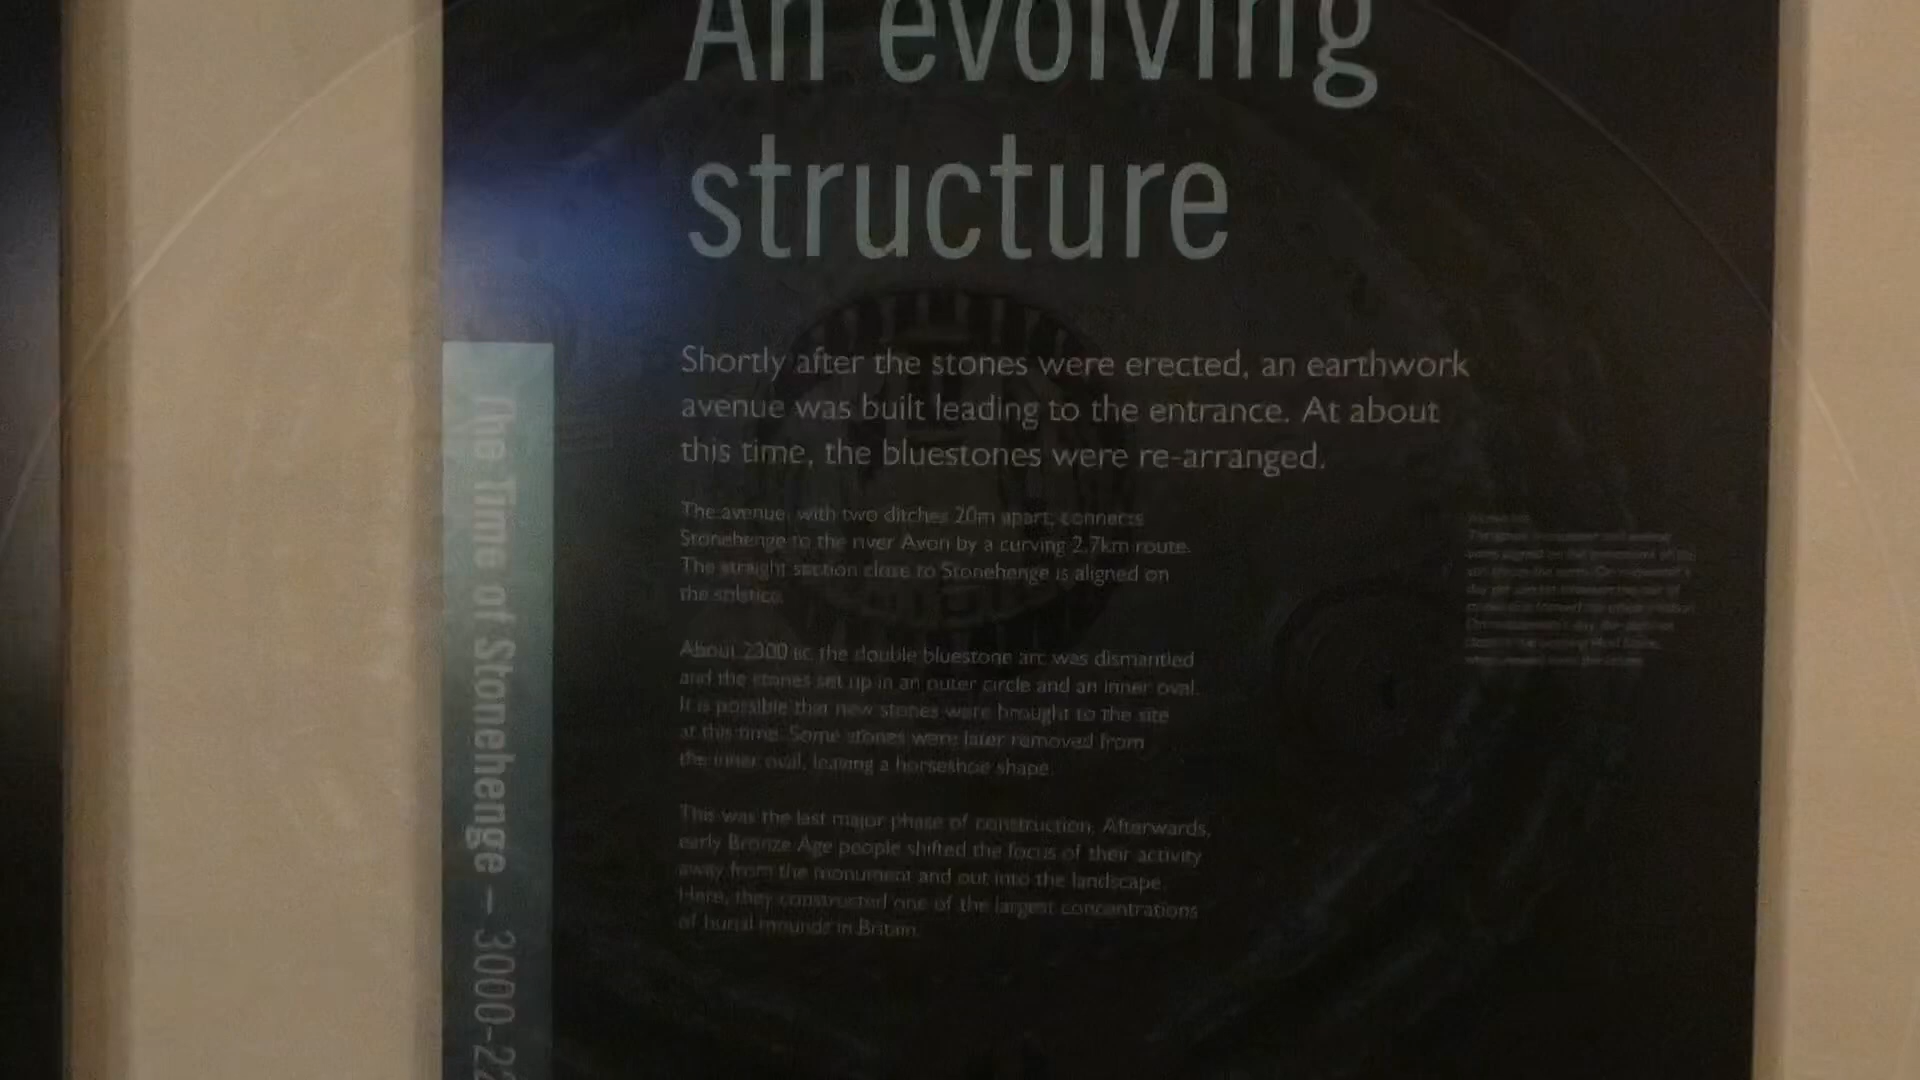 An evolving
structure
Shortly after the stones were erected, an earthwork
avenue was built leading to the entrance. At about
this time, the bluestones were re-arranged.
The avenue, with two ditches 20m apart, connects
Stonehenge to the river Avon by a curving 2.7km route.
The straight section close to Stonehenge is aligned on
the solstice.
About 2300 BC the double bluestone arc was dismantled
and the stones set up in an outer circle and an inner oval.
It is possible that new stones were brought to the site
at this time. Some stones were later removed from
the inner oval, leaving a horseshoe shape.
This was the last major phase of construction. Afterwards,
early Bronze Age people shifted the focus of their activity
away from the monument and out into the landscape.
Here, they constructed one of the largest concentrations
of burial mounds in Britain.
The Time of Stonehenge – 3000-22